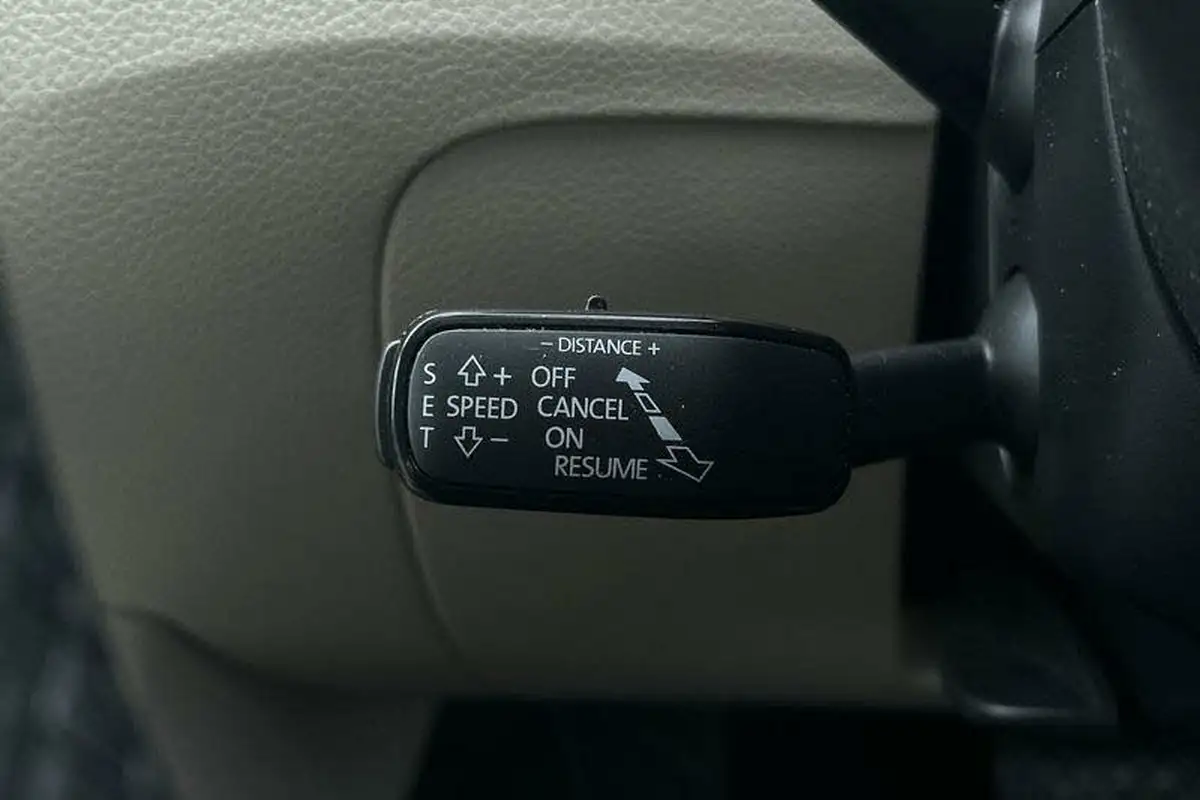 − DISTANCE +
S + OFF
E SPEED CANCEL
T − ON
RESUME